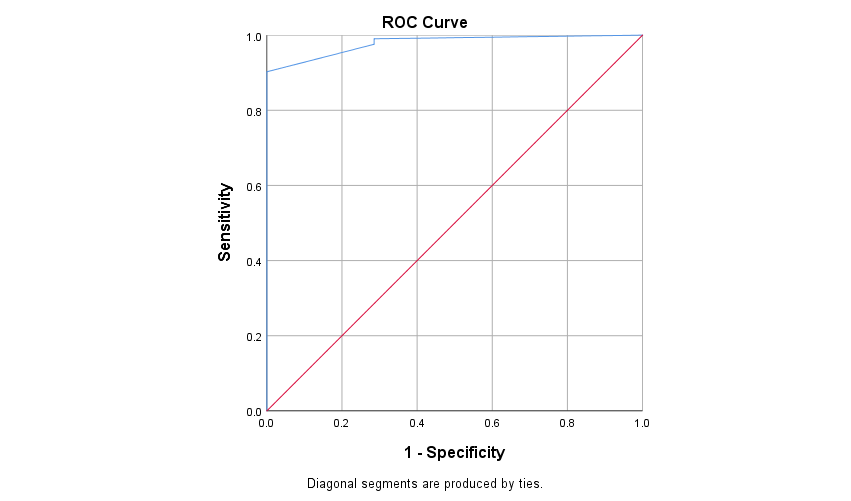 ROC Curve
1.0
0.8
0.6
0.4
0.2
0.0
Sensitivity
0.0 0.2 0.4 0.6 0.8 1.0
1 - Specificity
Diagonal segments are produced by ties.